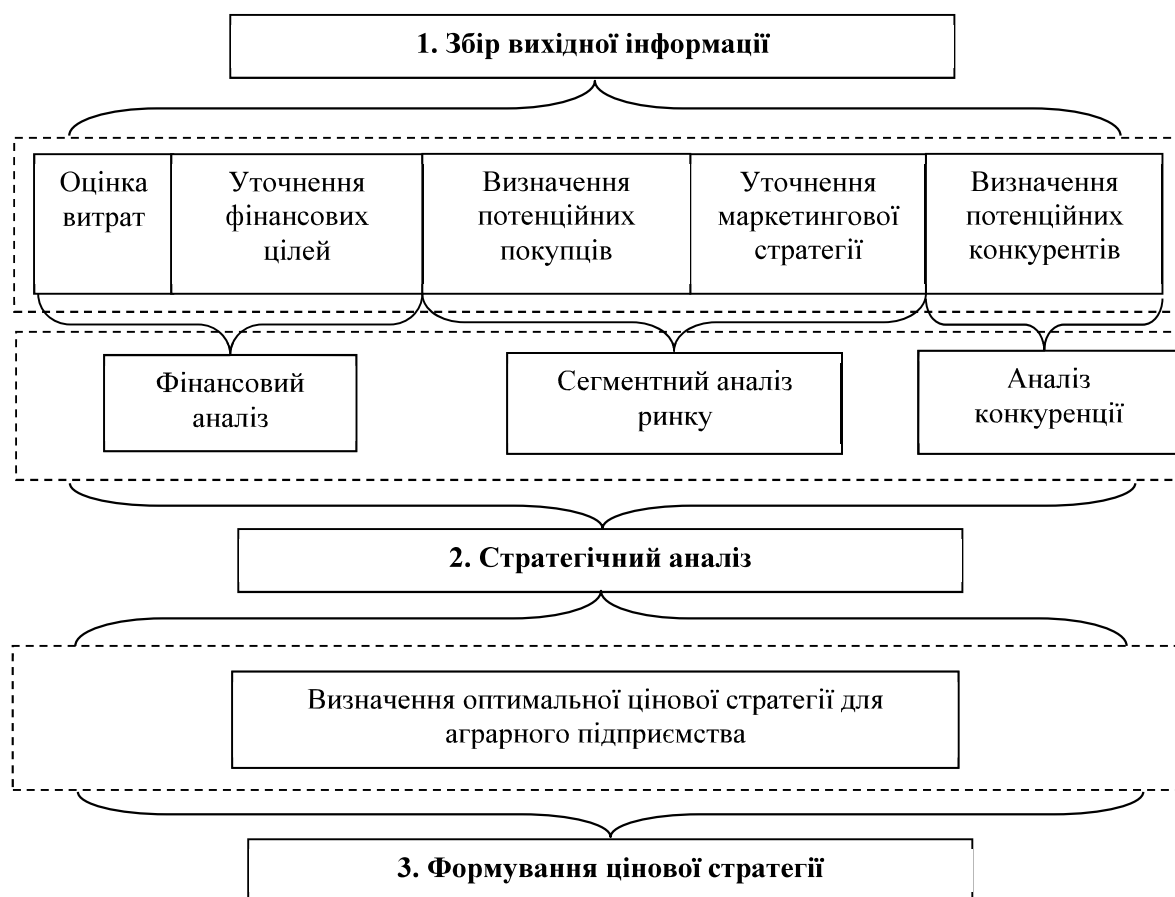 1. Збір вихідної інформації
Оцінка
витрат
Уточнення
фінансових
цілей
Визначення
потенційних
покупців
Уточнення
маркетингової
стратегії
Визначення
потенційних
конкурентів
Фінансовий
аналіз
Сегментний аналіз
ринку
Аналіз
конкуренції
2. Стратегічний аналіз
Визначення оптимальної цінової стратегії для
аграрного підприємства
3. Формування цінової стратегії